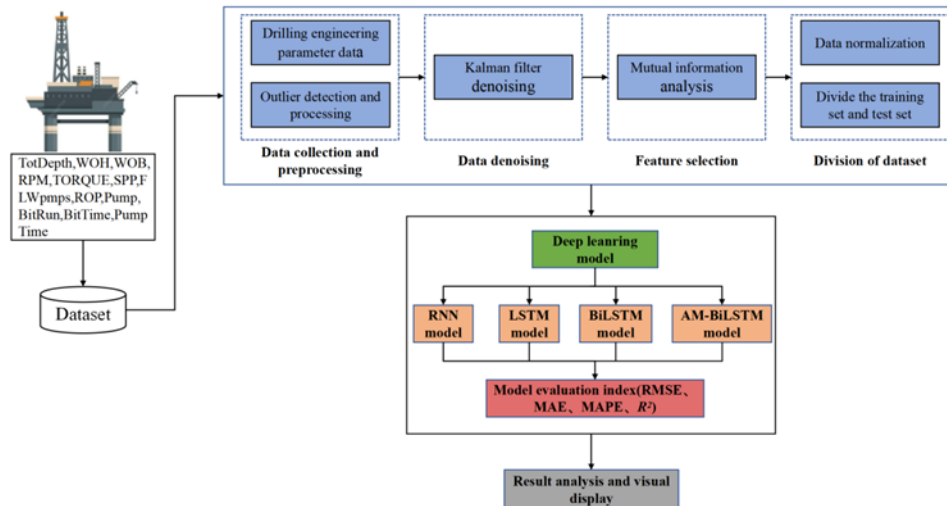 Drilling engineering
parameter data
Outlier detection and
processing
Data collection and
preprocessing
Kalman filter
denoising
Data denoising
Mutual information
analysis
Feature selection
Data normalization
Divide the training
set and test set
Division of dataset
TotDepth,WOH,WOB,
RPM,TORQUE,SPP,F
LWpmps,ROP,Pump,
BitRun,BitTime,Pump
Time
Dataset
Deep leanring
model
RNN
model
LSTM
model
BiLSTM
model
AM-BiLSTM
model
Model evaluation index(RMSE、
MAE、MAPE、R²)
Result analysis and visual
display